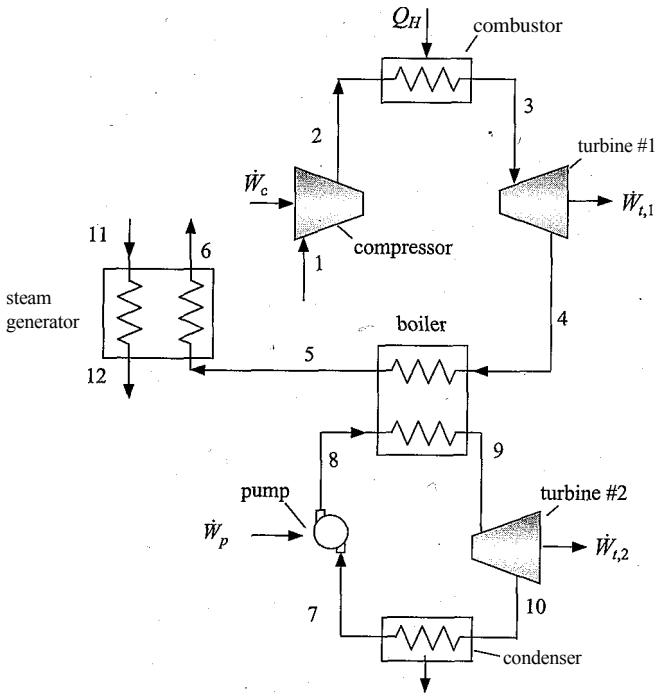 Q_H
combustor
2
3
turbine #1
Ẇ_c
Ẇ_t,1
11
6
1
compressor
steam
generator
boiler
4
12
5
8
9
pump
turbine #2
Ẇ_p
Ẇ_t,2
7
10
condenser